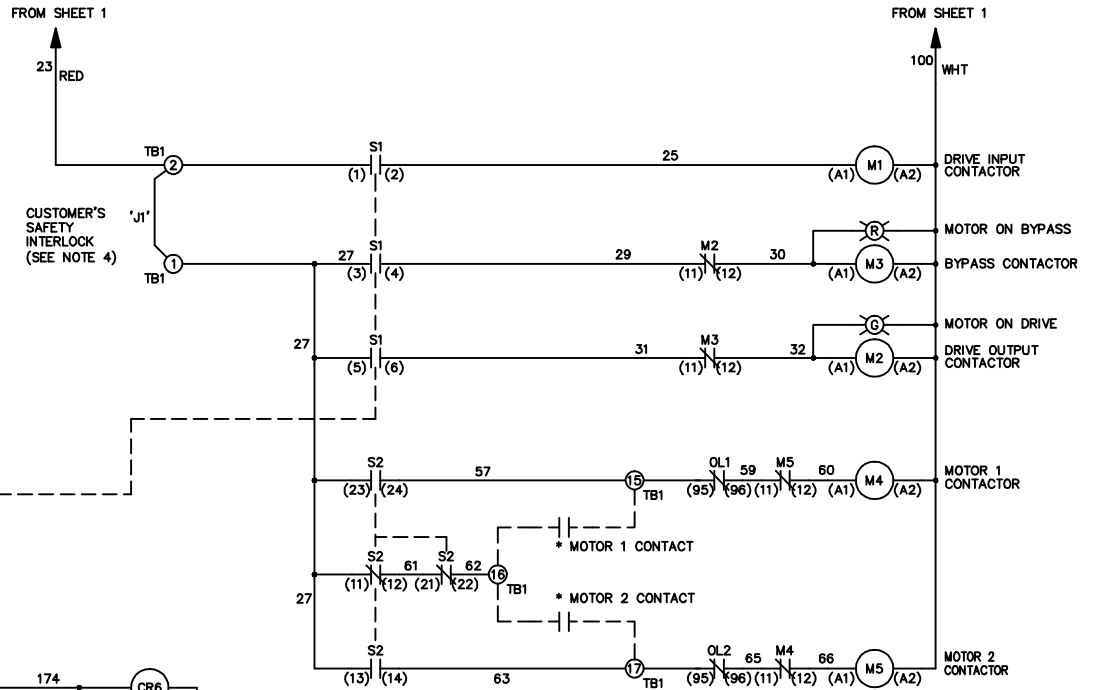 FROM SHEET 1
FROM SHEET 1
23
RED
100
WHT
TB1
2
S1
(1)
(2)
25
M1
(A1)
(A2)
DRIVE INPUT
CONTACTOR
CUSTOMER'S
SAFETY
INTERLOCK
(SEE NOTE 4)
'J1'
R
MOTOR ON BYPASS
1
TB1
27
S1
(3)
(4)
29
M2
(11)
(12)
30
M3
(A1)
(A2)
BYPASS CONTACTOR
G
MOTOR ON DRIVE
27
S1
(5)
(6)
31
M3
(11)
(12)
32
M2
(A1)
(A2)
DRIVE OUTPUT
CONTACTOR
S2
(23)
(24)
57
15
TB1
OL1
(95)
(96)
59
M5
(11)
(12)
60
M4
(A1)
(A2)
MOTOR 1
CONTACTOR
* MOTOR 1 CONTACT
S2
(11)
(12)
61
S2
(21)
(22)
62
16
TB1
* MOTOR 2 CONTACT
27
S2
(13)
(14)
63
17
TB1
OL2
(95)
(96)
65
M4
(11)
(12)
66
M5
(A1)
(A2)
MOTOR 2
CONTACTOR
174
CR6